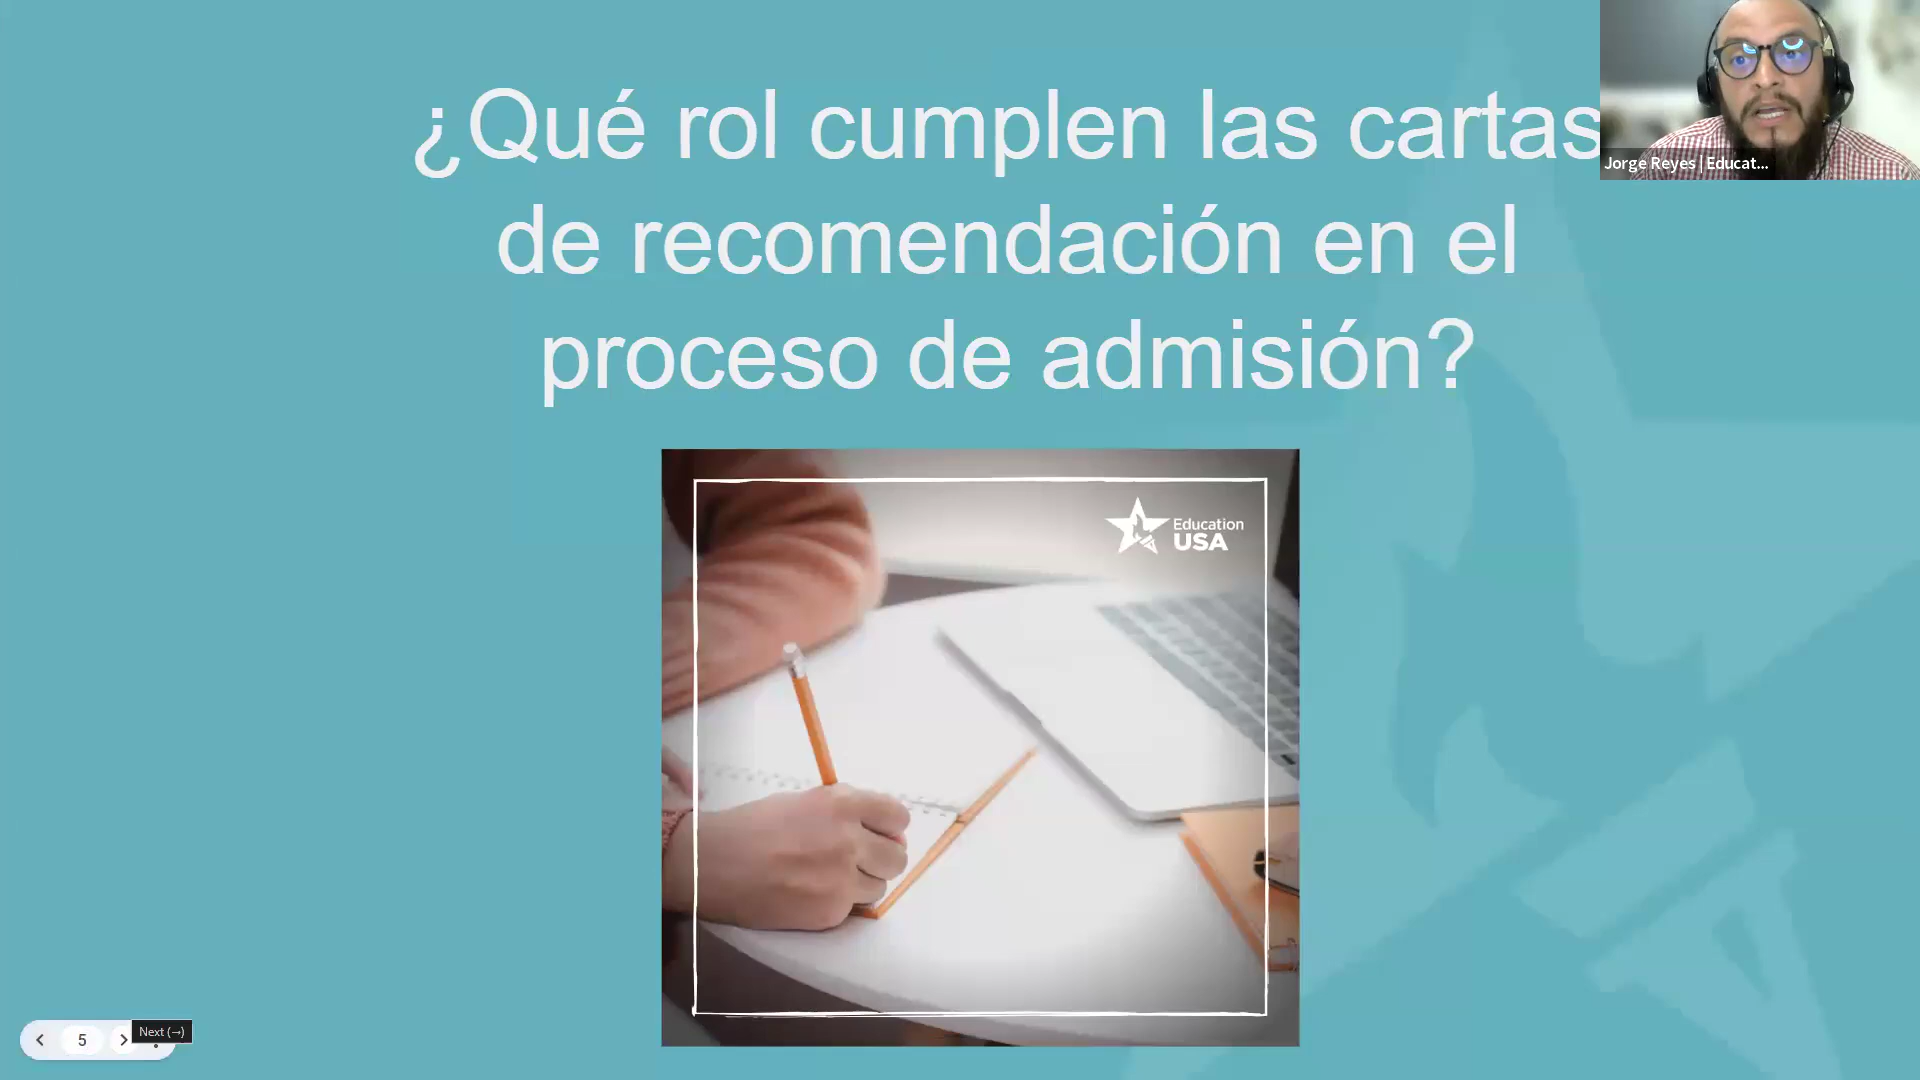 ¿Qué rol cumplen las cartas
de recomendación en el
proceso de admisión?
Jorge Reyes | Educat...
Education
USA
5
Next (→)